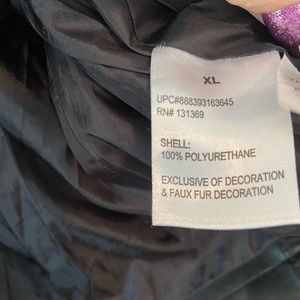 XL
UPC#888393163645
RN# 131369
SHELL:
100% POLYURETHANE
EXCLUSIVE OF DECORATION
& FAUX FUR DECORATION